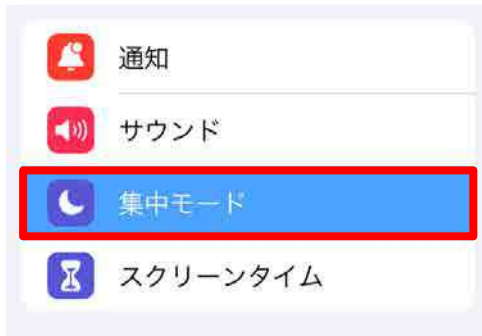 通知
サウンド
集中モード
スクリーンタイム